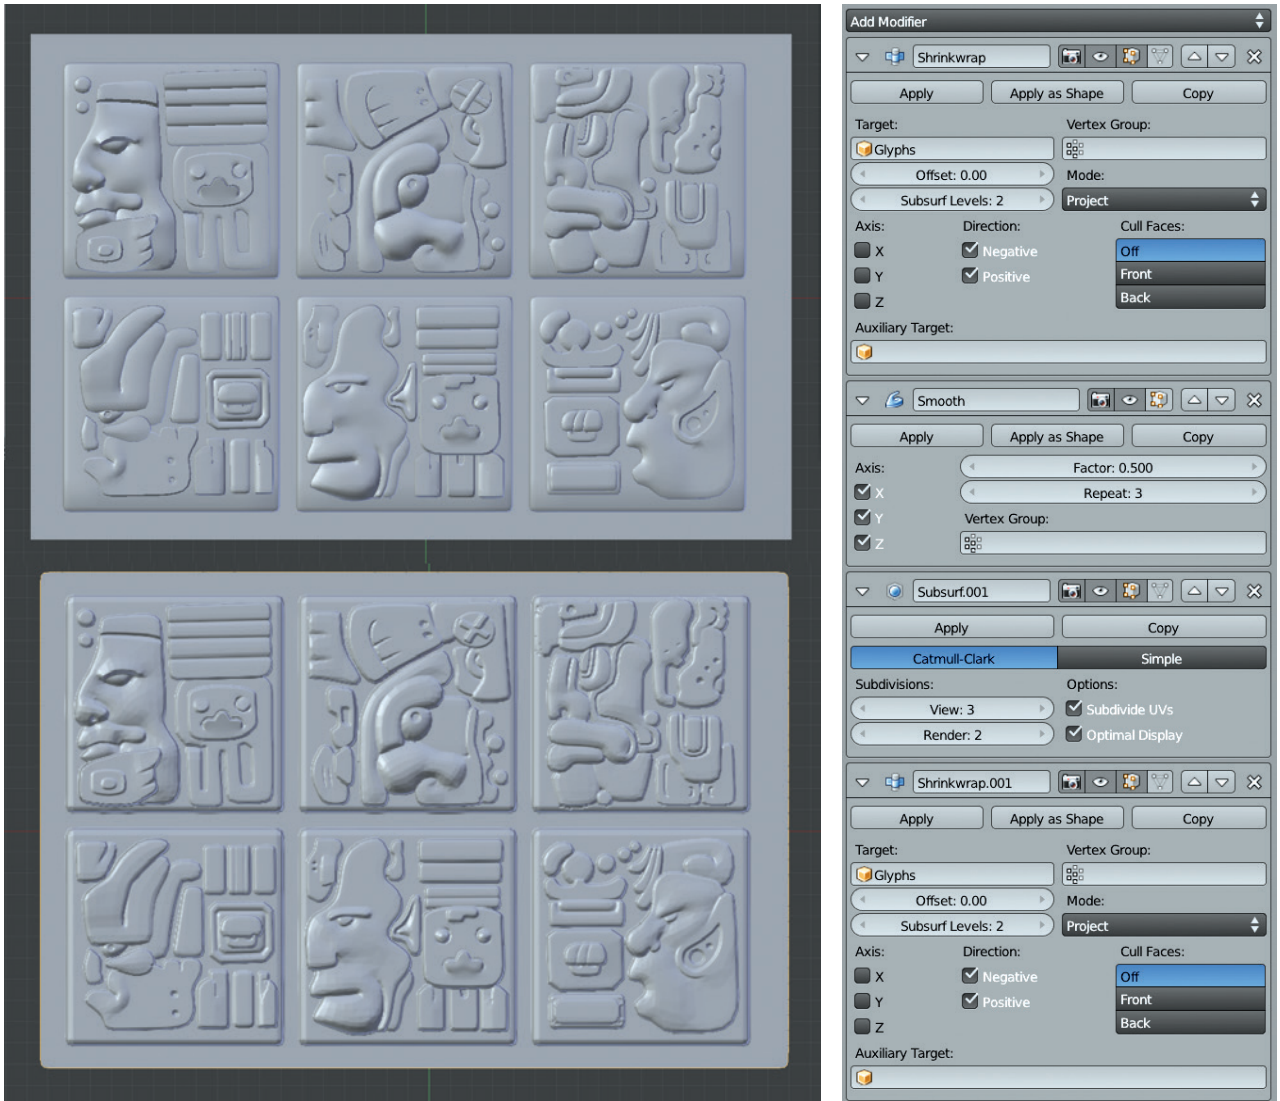 Add Modifier
Shrinkwrap
Apply Apply as Shape Copy
Target: Vertex Group:
Glyphs
Offset: 0.00 Mode:
Subsurf Levels: 2 Project
Axis: Direction: Cull Faces:
X Negative Off
Y Positive Front
Z Back
Auxiliary Target:
Smooth
Apply Apply as Shape Copy
Axis: Factor: 0.500
X Repeat: 3
Y Vertex Group:
Z
Subsurf.001
Apply Copy
Catmull-Clark Simple
Subdivisions: Options:
View: 3 Subdivide UVs
Render: 2 Optimal Display
Shrinkwrap.001
Apply Apply as Shape Copy
Target: Vertex Group:
Glyphs
Offset: 0.00 Mode:
Subsurf Levels: 2 Project
Axis: Direction: Cull Faces:
X Negative Off
Y Positive Front
Z Back
Auxiliary Target: